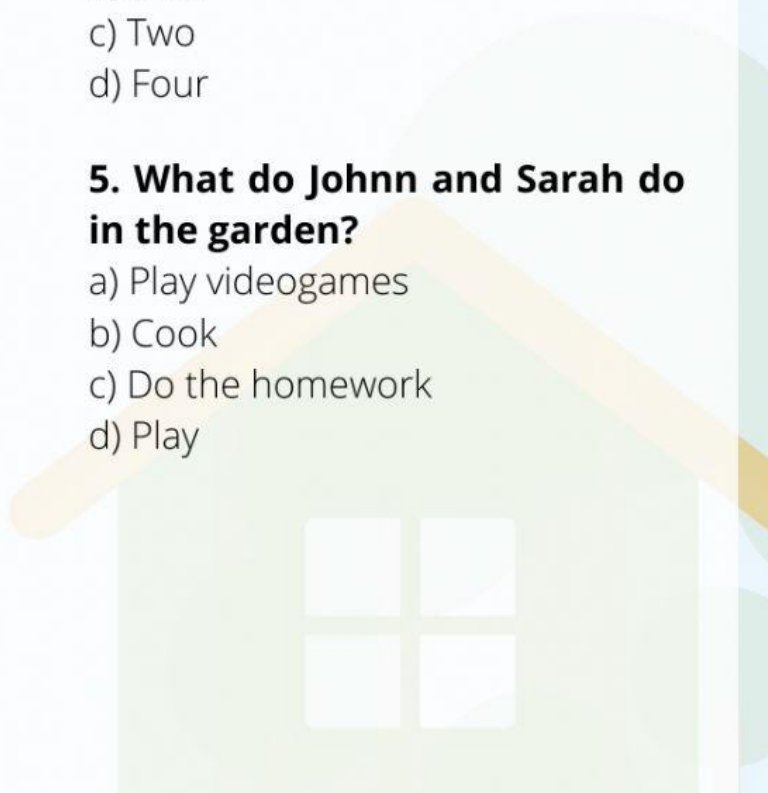 c) Two
d) Four
5. What do Johnn and Sarah do
in the garden?
a) Play videogames
b) Cook
c) Do the homework
d) Play